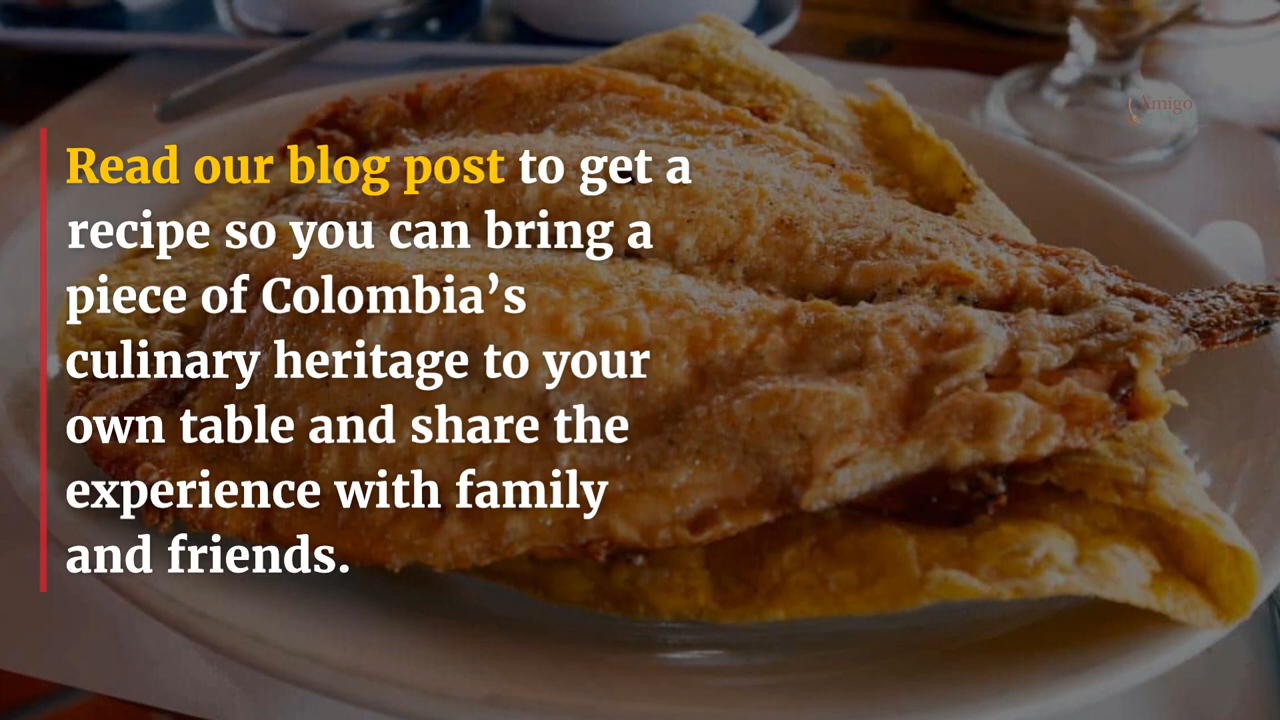 Amigo
Read our blog post to get a
recipe so you can bring a
piece of Colombia’s
culinary heritage to your
own table and share the
experience with family
and friends.